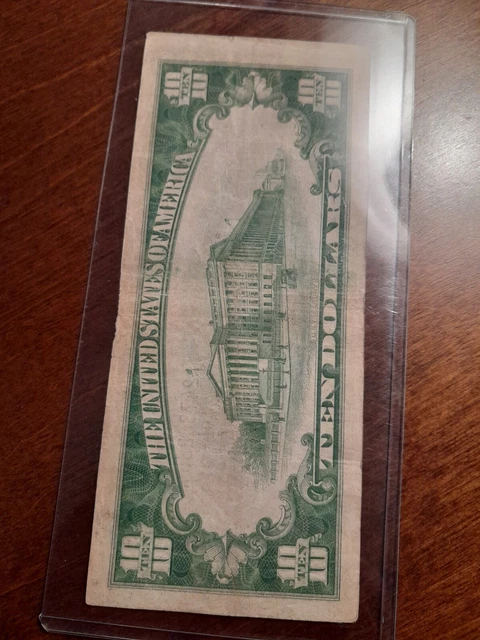 10 TEN
10 TEN
THE UNITED STATES OF AMERICA
TEN DOLLARS
10 TEN
10 TEN